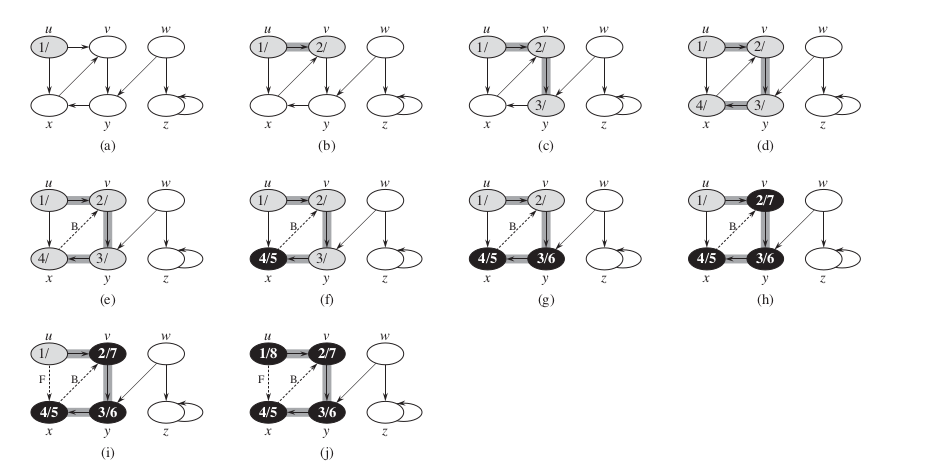 u v w u v w u v w u v w
1/ 1/ 2/ 1/ 2/ 1/ 2/
3/ 4/ 3/
x y z x y z x y z x y z
(a) (b) (c) (d)
u v w u v w u v w u v w
1/ 2/ 1/ 2/ 1/ 2/ 1/ 2/7
B B B B
4/ 3/ 4/5 3/ 4/5 3/6 4/5 3/6
x y z x y z x y z x y z
(e) (f) (g) (h)
u v w u v w
1/ 2/7 1/8 2/7
F B F B
4/5 3/6 4/5 3/6
x y z x y z
(i) (j)